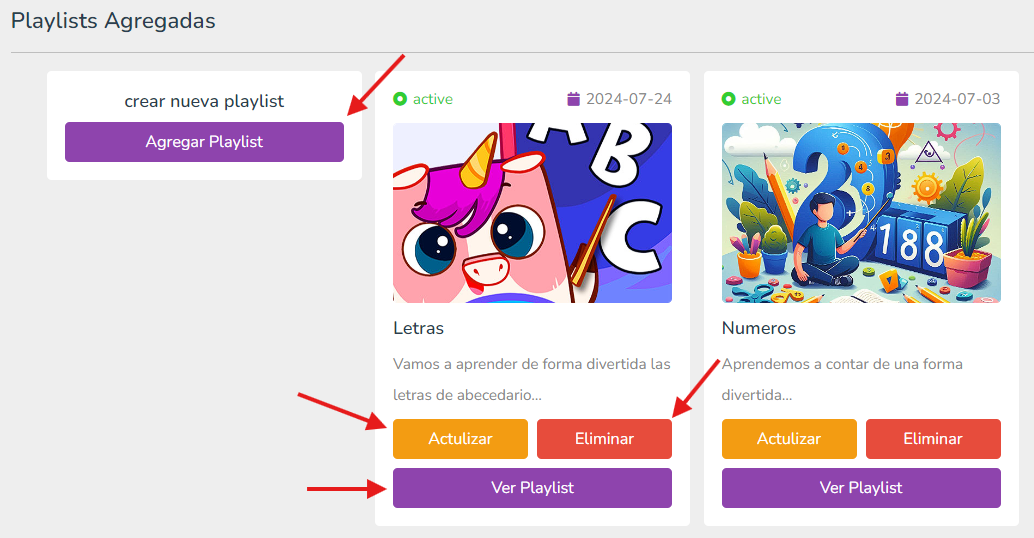 Playlists Agregadas
crear nueva playlist
Agregar Playlist
active 2024-07-24
A B C
Letras
Vamos a aprender de forma divertida las
letras de abecedario...
Actulizar Eliminar
Ver Playlist
active 2024-07-03
188
Numeros
Aprendemos a contar de una forma
divertida...
Actulizar Eliminar
Ver Playlist